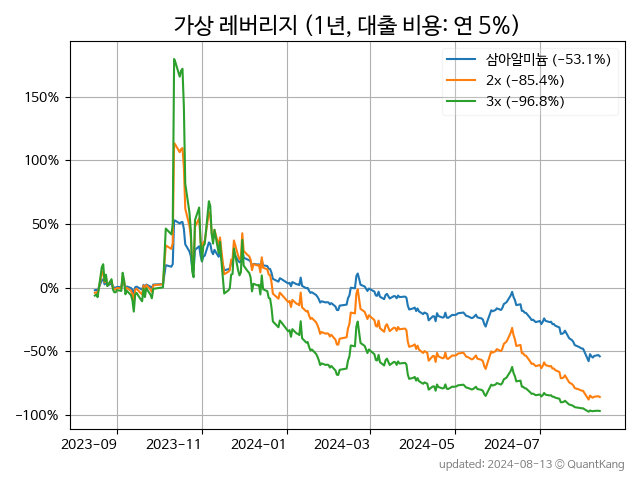 가상 레버리지 (1년, 대출 비용: 연 5%)
삼아알미늄 (-53.1%)
2x (-85.4%)
3x (-96.8%)
150%
100%
50%
0%
-50%
-100%
2023-09 2023-11 2024-01 2024-03 2024-05 2024-07
updated: 2024-08-13 © QuantKang